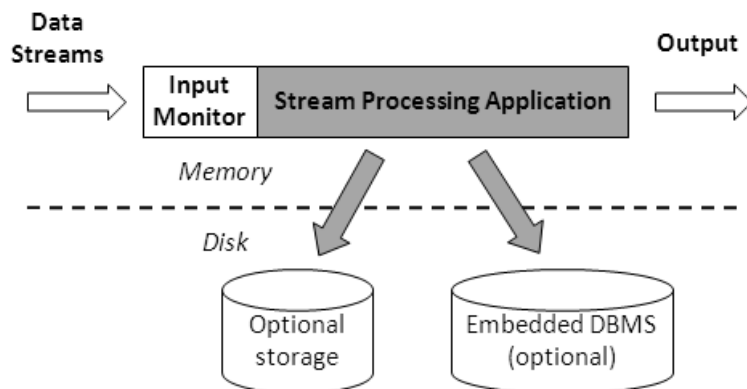 Data
Streams
Input
Monitor
Stream Processing Application
Output
Memory
Disk
Optional
storage
Embedded DBMS
(optional)